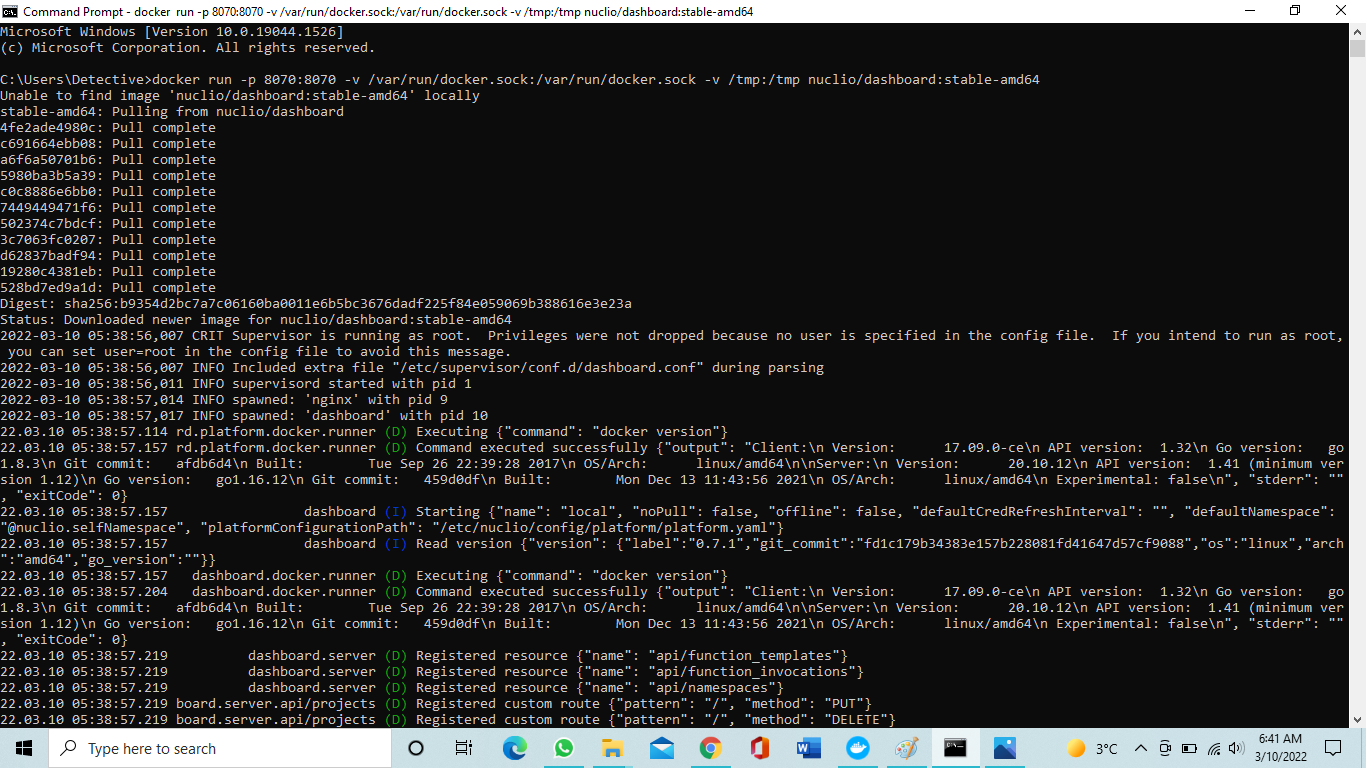 Command Prompt - docker  run -p 8070:8070 -v /var/run/docker.sock:/var/run/docker.sock -v /tmp:/tmp nuclio/dashboard:stable-amd64
Microsoft Windows [Version 10.0.19044.1526]
(c) Microsoft Corporation. All rights reserved.
C:\Users\Detective>docker run -p 8070:8070 -v /var/run/docker.sock:/var/run/docker.sock -v /tmp:/tmp nuclio/dashboard:stable-amd64
Unable to find image 'nuclio/dashboard:stable-amd64' locally
stable-amd64: Pulling from nuclio/dashboard
4fe2ade4980c: Pull complete
c691664ebb08: Pull complete
a6f6a50701b6: Pull complete
5980ba3b5a39: Pull complete
c0c8886e6bb0: Pull complete
7449449471f6: Pull complete
502374c7bdcf: Pull complete
3c7063fc0207: Pull complete
d62837badf94: Pull complete
19280c4381eb: Pull complete
528bd7ed9a1d: Pull complete
Digest: sha256:b9354d2bc7a7c06160ba0011e6b5bc3676dadf225f84e059069b388616e3e23a
Status: Downloaded newer image for nuclio/dashboard:stable-amd64
2022-03-10 05:38:56,007 CRIT Supervisor is running as root.  Privileges were not dropped because no user is specified in the config file.  If you intend to run as root,
 you can set user=root in the config file to avoid this message.
2022-03-10 05:38:56,007 INFO Included extra file "/etc/supervisor/conf.d/dashboard.conf" during parsing
2022-03-10 05:38:56,011 INFO supervisord started with pid 1
2022-03-10 05:38:57,014 INFO spawned: 'nginx' with pid 9
2022-03-10 05:38:57,017 INFO spawned: 'dashboard' with pid 10
22.03.10 05:38:57.114 rd.platform.docker.runner (D) Executing {"command": "docker version"}
22.03.10 05:38:57.157 rd.platform.docker.runner (D) Command executed successfully {"output": "Client:\n Version:      17.09.0-ce\n API version:  1.32\n Go version:   go
1.8.3\n Git commit:   afdb6d4\n Built:        Tue Sep 26 22:39:28 2017\n OS/Arch:      linux/amd64\n\nServer:\n Version:      20.10.12\n API version:  1.41 (minimum ver
sion 1.12)\n Go version:   go1.16.12\n Git commit:   459d0df\n Built:        Mon Dec 13 11:43:56 2021\n OS/Arch:      linux/amd64\n Experimental: false\n", "stderr": ""
, "exitCode": 0}
22.03.10 05:38:57.157                 dashboard (I) Starting {"name": "local", "noPull": false, "offline": false, "defaultCredRefreshInterval": "", "defaultNamespace":
"@nuclio.selfNamespace", "platformConfigurationPath": "/etc/nuclio/config/platform/platform.yaml"}
22.03.10 05:38:57.157                 dashboard (I) Read version {"version": {"label":"0.7.1","git_commit":"fd1c179b34383e157b228081fd41647d57cf9088","os":"linux","arch
":"amd64","go_version":""}}
22.03.10 05:38:57.157   dashboard.docker.runner (D) Executing {"command": "docker version"}
22.03.10 05:38:57.204   dashboard.docker.runner (D) Command executed successfully {"output": "Client:\n Version:      17.09.0-ce\n API version:  1.32\n Go version:   go
1.8.3\n Git commit:   afdb6d4\n Built:        Tue Sep 26 22:39:28 2017\n OS/Arch:      linux/amd64\n\nServer:\n Version:      20.10.12\n API version:  1.41 (minimum ver
sion 1.12)\n Go version:   go1.16.12\n Git commit:   459d0df\n Built:        Mon Dec 13 11:43:56 2021\n OS/Arch:      linux/amd64\n Experimental: false\n", "stderr": ""
, "exitCode": 0}
22.03.10 05:38:57.219          dashboard.server (D) Registered resource {"name": "api/function_templates"}
22.03.10 05:38:57.219          dashboard.server (D) Registered resource {"name": "api/function_invocations"}
22.03.10 05:38:57.219          dashboard.server (D) Registered resource {"name": "api/namespaces"}
22.03.10 05:38:57.219 board.server.api/projects (D) Registered custom route {"pattern": "/", "method": "PUT"}
22.03.10 05:38:57.219 board.server.api/projects (D) Registered custom route {"pattern": "/", "method": "DELETE"}
Type here to search
3°C
6:41 AM
3/10/2022